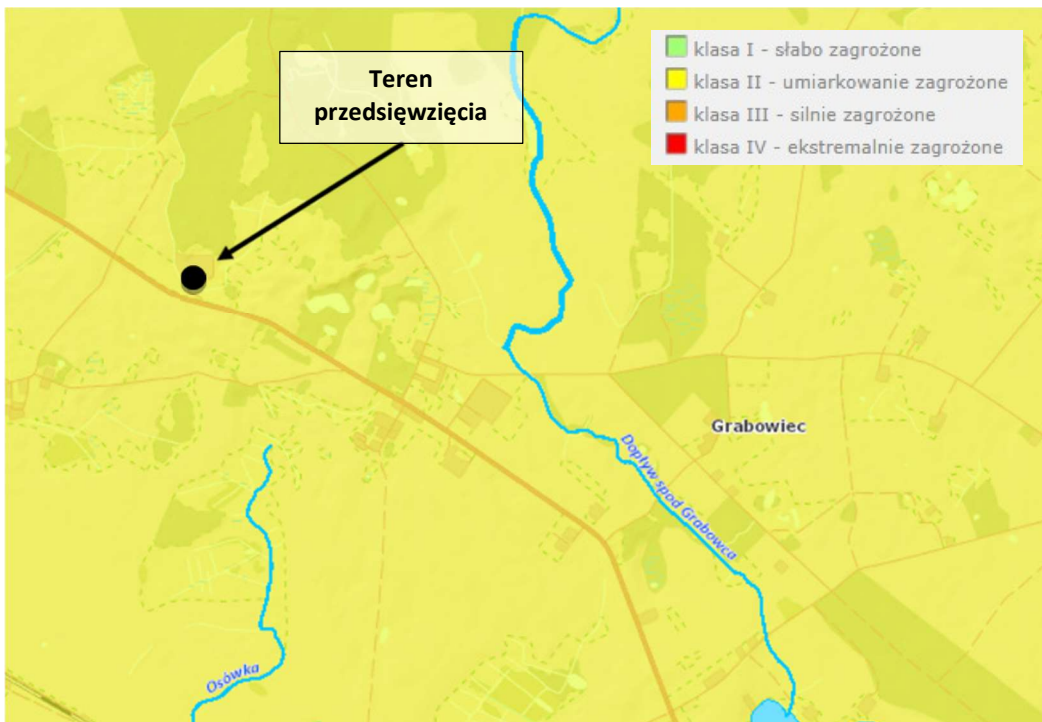 Teren
przedsięwzięcia
klasa I - słabo zagrożone
klasa II - umiarkowanie zagrożone
klasa III - silnie zagrożone
klasa IV - ekstremalnie zagrożone
Grabowiec
Dopływ spod Grabowca
Osówka